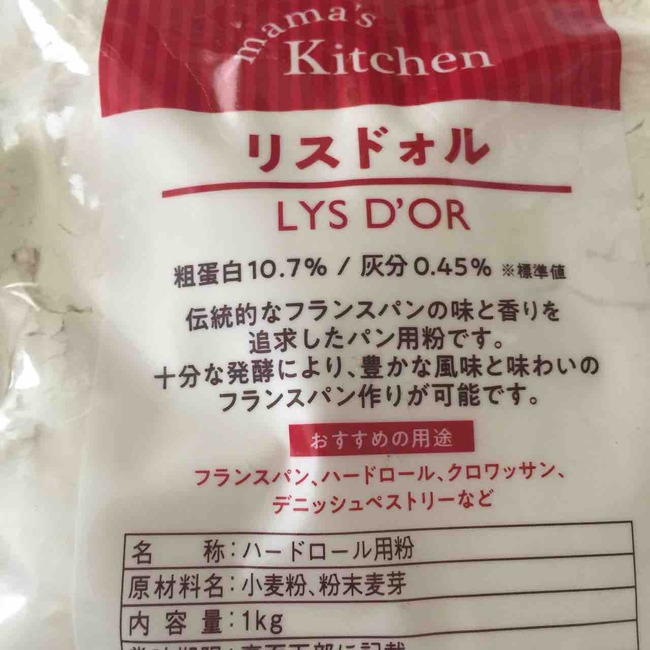 mama's
Kitchen
リスドォル
LYS D'OR
粗蛋白10.7% / 灰分0.45% ※標準値
伝統的なフランスパンの味と香りを
追求したパン用粉です。
十分な発酵により、豊かな風味と味わいの
フランスパン作りが可能です。
おすすめの用途
フランスパン、ハードロール、クロワッサン、
デニッシュペストリーなど
名 称:ハードロール用粉
原材料名:小麦粉、粉末麦芽
内 容 量:1kg